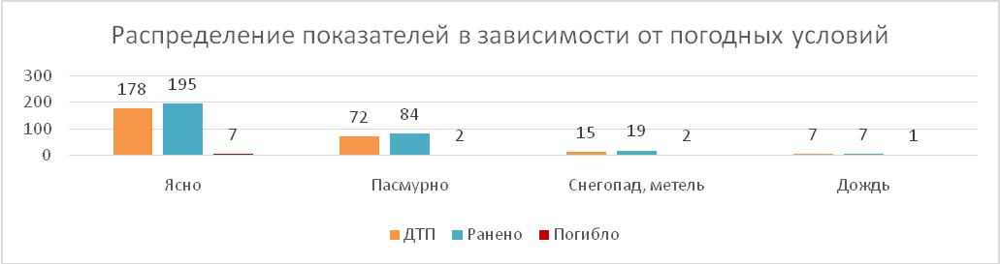 Распределение показателей в зависимости от погодных условий
300
200
100
0
178
195
7
72
84
2
15
19
2
7
7
1
Ясно
Пасмурно
Снегопад, метель
Дождь
ДТП
Ранено
Погибло